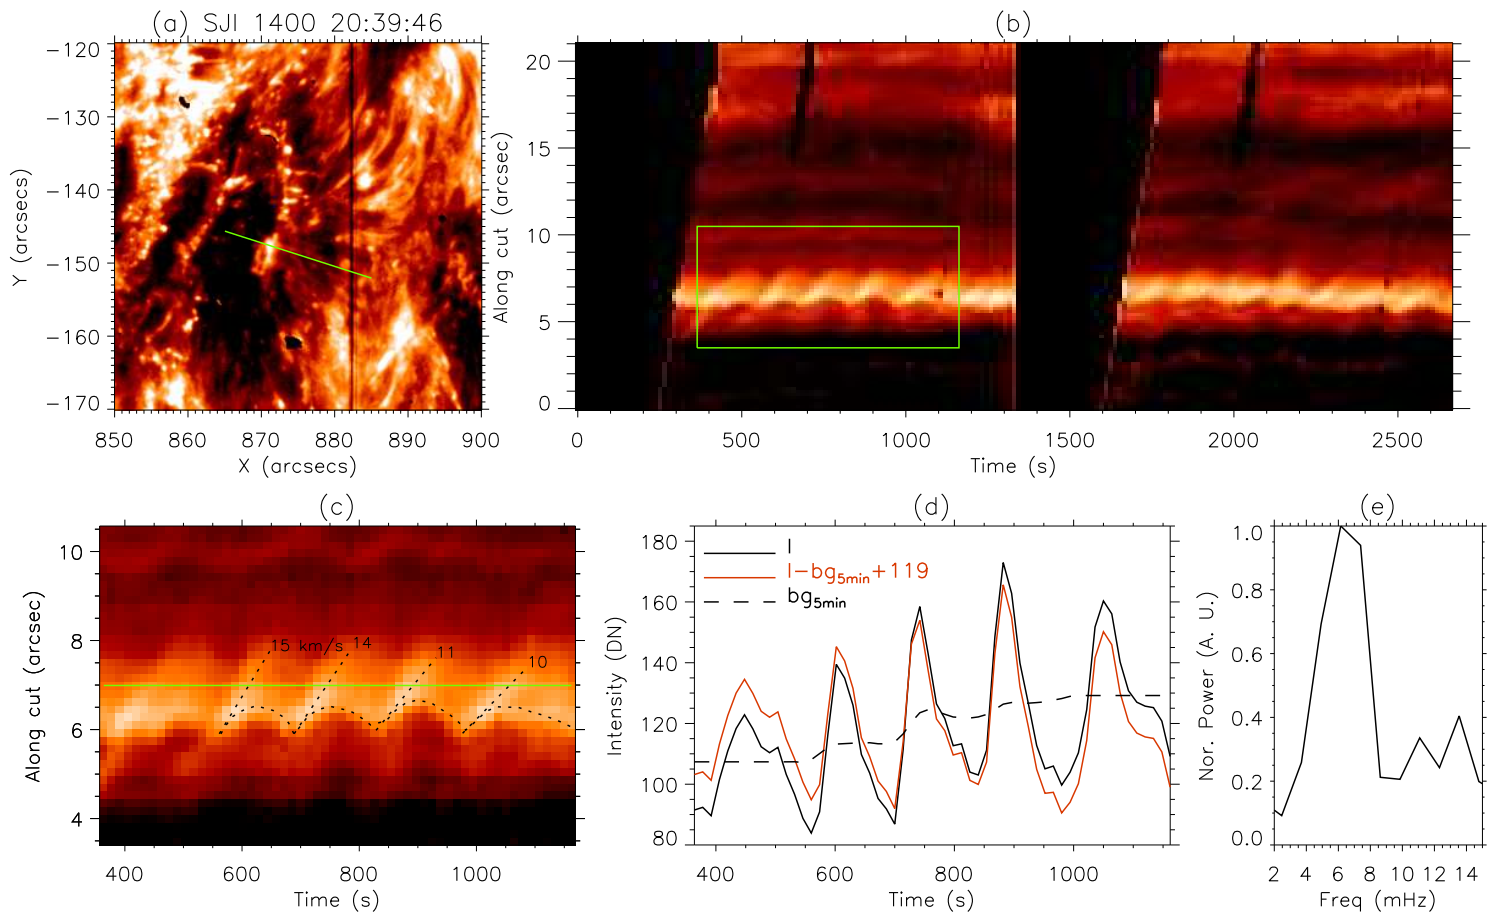 (a) SJI 1400 20:39:46
−120
−130
−140
−150
−160
−170
Y (arcsecs)
850 860 870 880 890 900
X (arcsecs)
(b)
20
15
10
5
0
Along cut (arcsec)
0 500 1000 1500 2000 2500
Time (s)
(c)
10
8
6
4
Along cut (arcsec)
15 km/s 14 11 10
400 600 800 1000
Time (s)
(d)
180
160
140
120
100
80
Intensity (DN)
I
I−bg5min+119
bg5min
400 600 800 1000
Time (s)
(e)
1.0
0.8
0.6
0.4
0.2
0.0
Nor. Power (A. U.)
2 4 6 8 10 12 14
Freq (mHz)